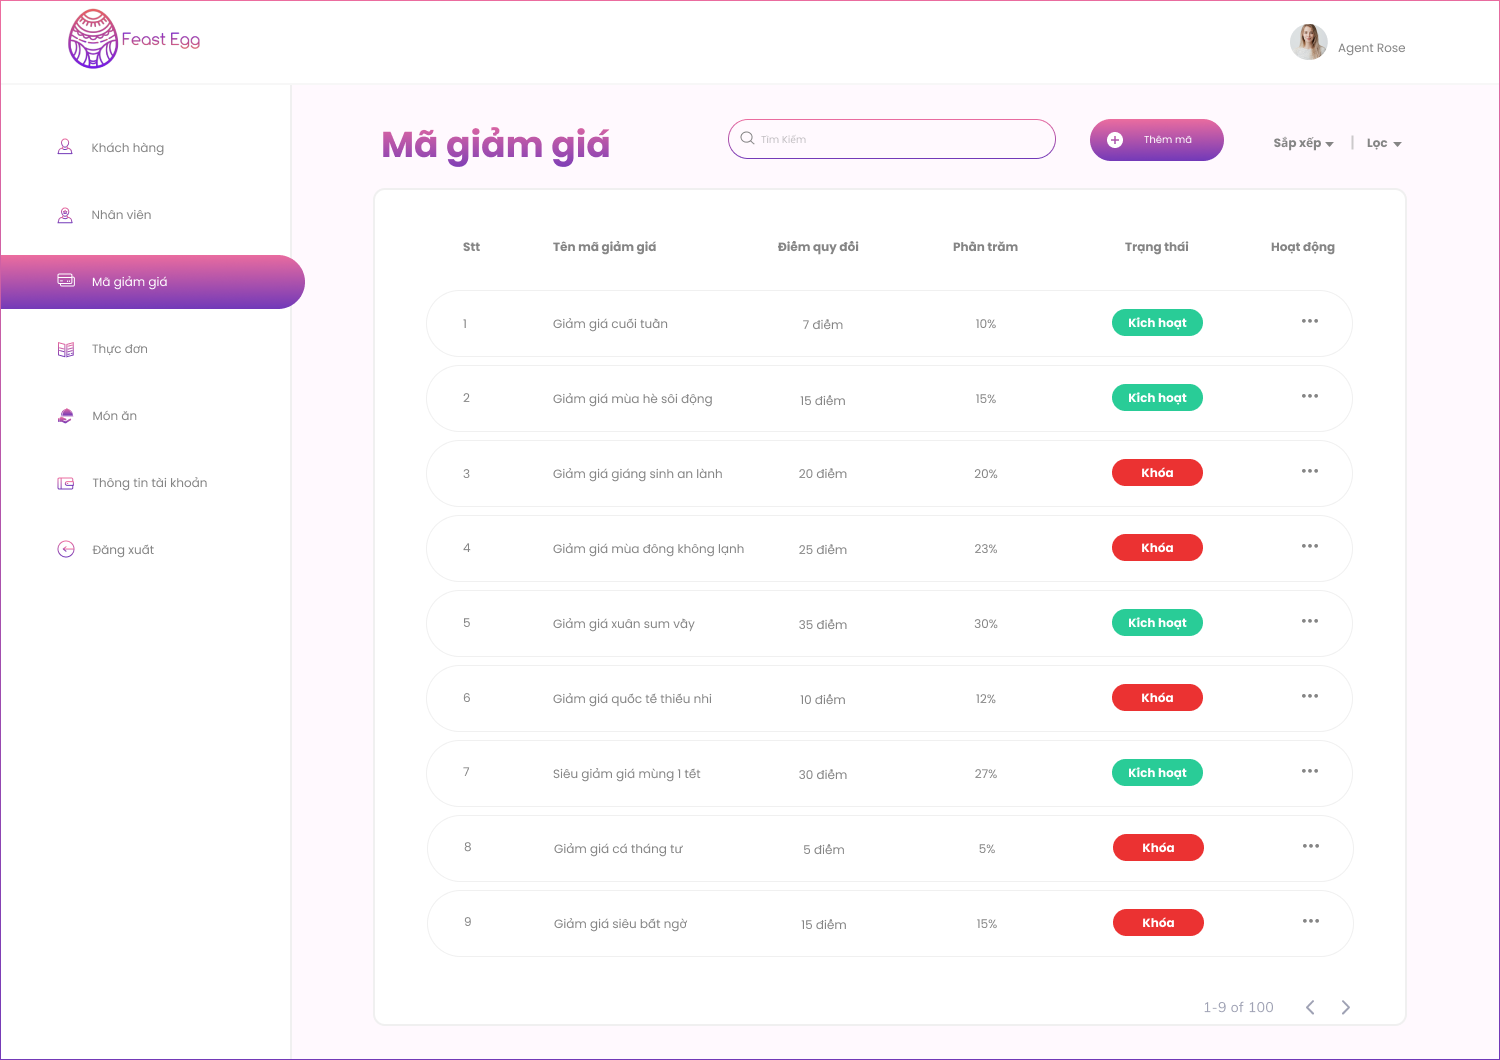 Feast Egg
Agent Rose
Khách hàng
Nhân viên
Mã giảm giá
Thực đơn
Món ăn
Thông tin tài khoản
Đăng xuất
Mã giảm giá
Tìm Kiếm
Thêm mã
Sắp xếp | Lọc
Stt Tên mã giảm giá Điểm quy đổi Phần trăm Trạng thái Hoạt động
1 Giảm giá cuối tuần 7 điểm 10% Kích hoạt
2 Giảm giá mùa hè sôi động 15 điểm 15% Kích hoạt
3 Giảm giá giáng sinh an lành 20 điểm 20% Khóa
4 Giảm giá mùa đông không lạnh 25 điểm 23% Khóa
5 Giảm giá xuân sum vầy 35 điểm 30% Kích hoạt
6 Giảm giá quốc tế thiếu nhi 10 điểm 12% Khóa
7 Siêu giảm giá mùng 1 tết 30 điểm 27% Kích hoạt
8 Giảm giá cá tháng tư 5 điểm 5% Khóa
9 Giảm giá siêu bất ngờ 15 điểm 15% Khóa
1-9 of 100